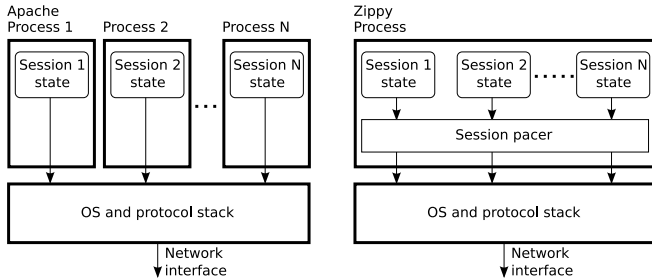 Apache
Process 1
Process 2
Process N
Session 1
state
Session 2
state
...
Session N
state
OS and protocol stack
Network
interface
Zippy
Process
Session 1
state
Session 2
state
.....
Session N
state
Session pacer
OS and protocol stack
Network
interface